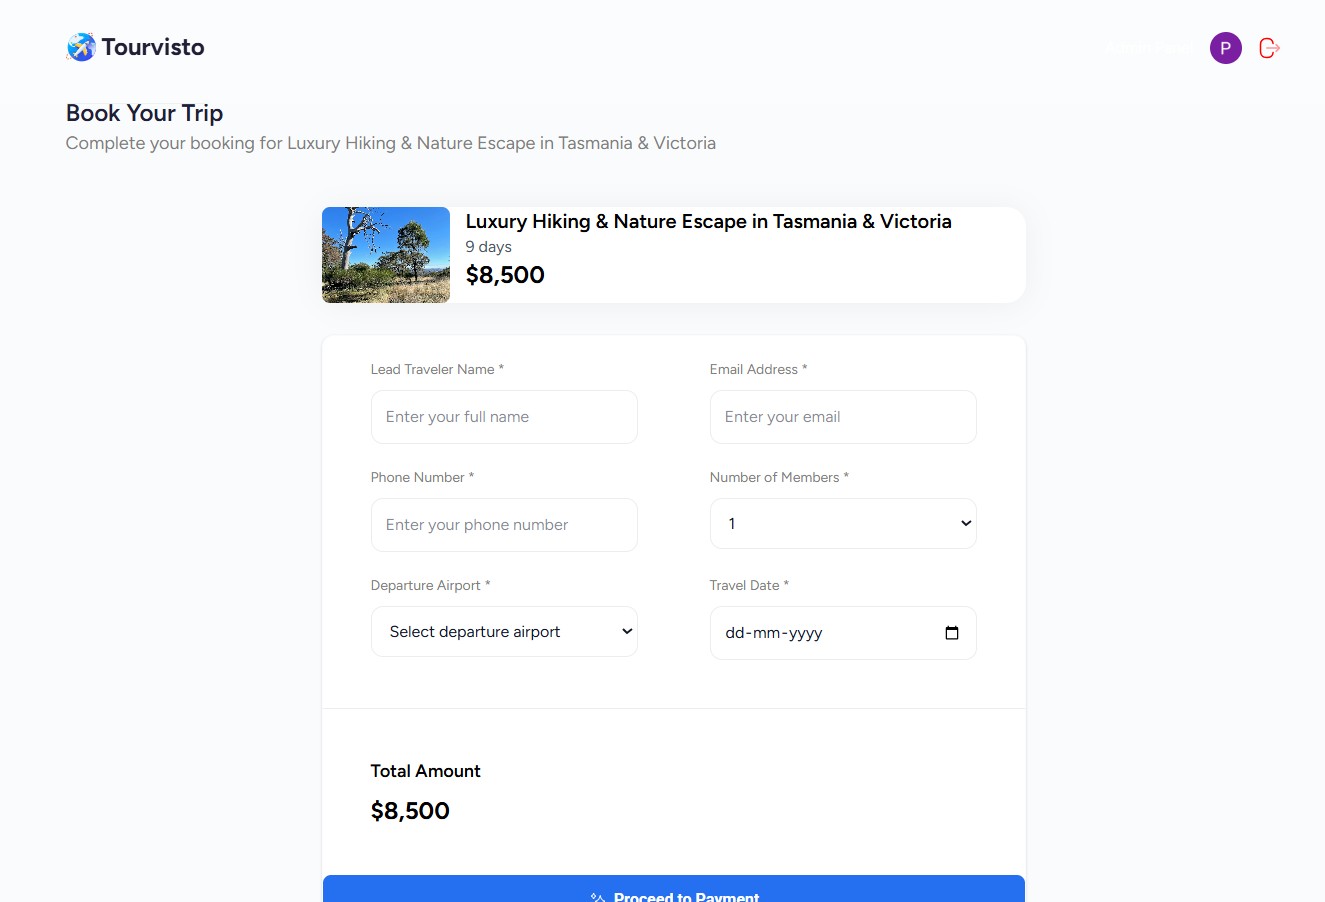 Tourvisto
P
Book Your Trip
Complete your booking for Luxury Hiking & Nature Escape in Tasmania & Victoria
Luxury Hiking & Nature Escape in Tasmania & Victoria
9 days
$8,500
Lead Traveler Name *
Email Address *
Enter your full name
Enter your email
Phone Number *
Number of Members *
Enter your phone number
1
Departure Airport *
Travel Date *
Select departure airport
dd-mm-yyyy
Total Amount
$8,500
Proceed to Payment